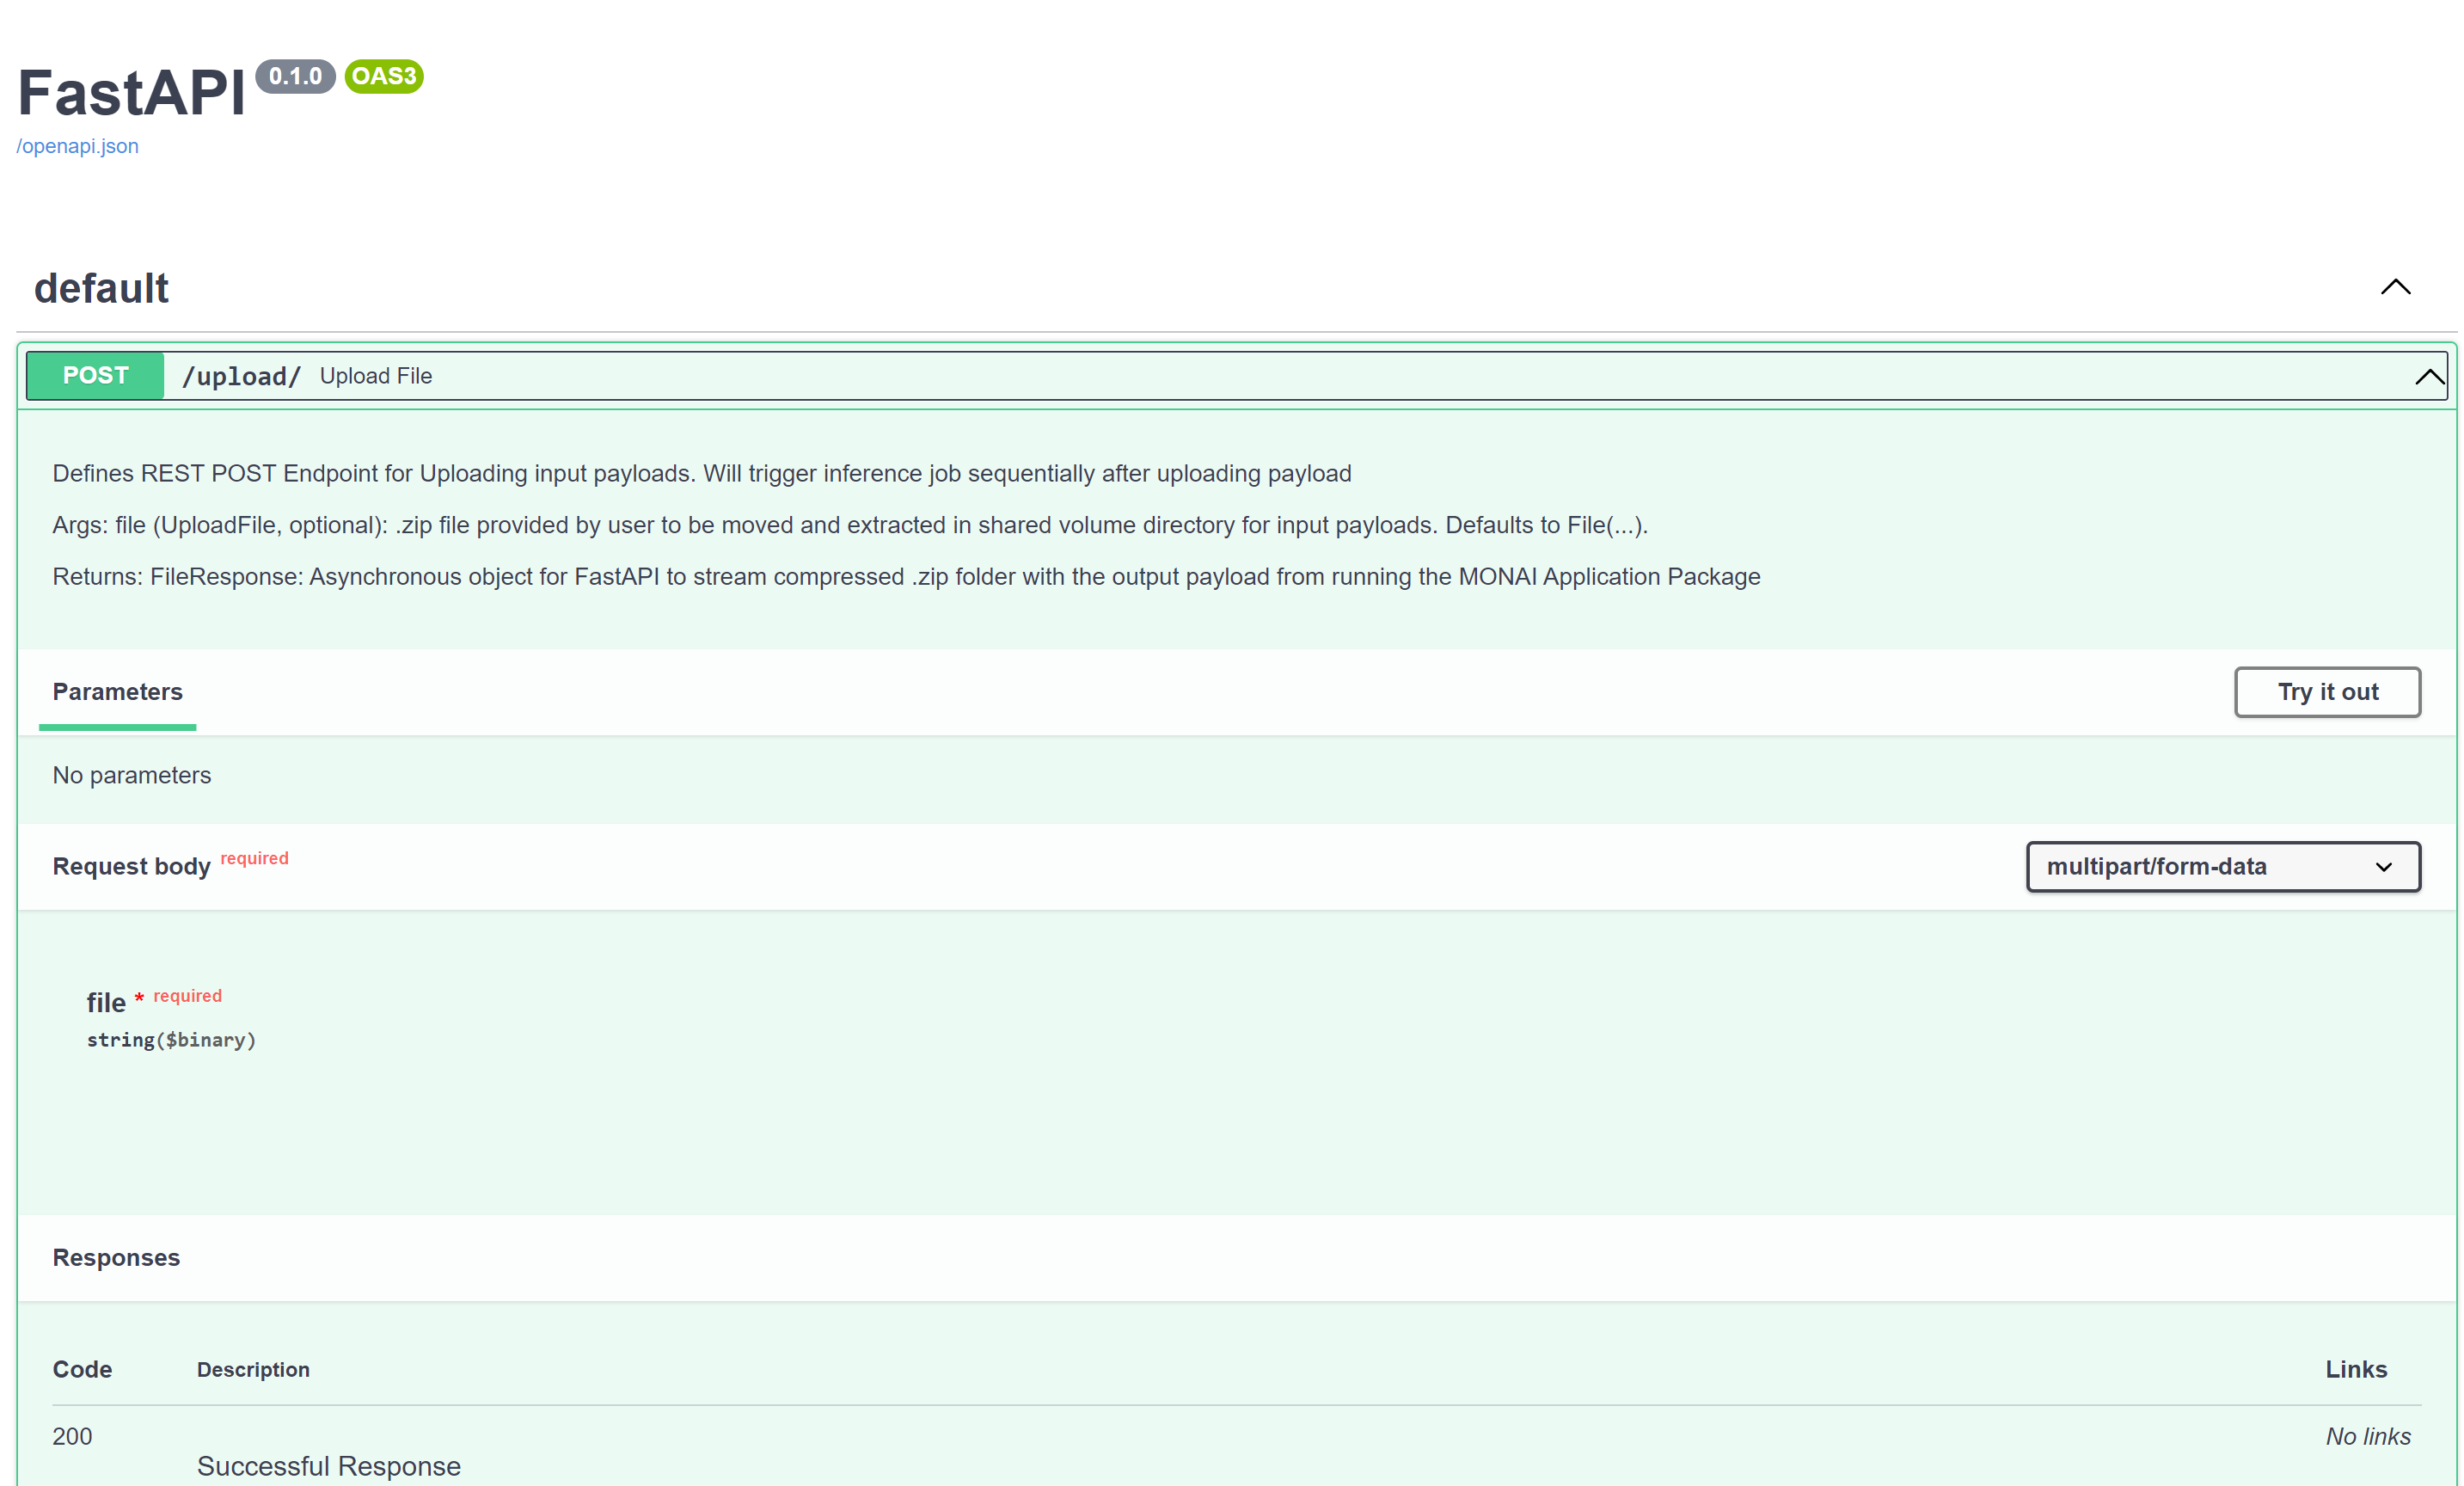 FastAPI 0.1.0 OAS3
/openapi.json
default
POST /upload/ Upload File
Defines REST POST Endpoint for Uploading input payloads. Will trigger inference job sequentially after uploading payload
Args: file (UploadFile, optional): .zip file provided by user to be moved and extracted in shared volume directory for input payloads. Defaults to File(...).
Returns: FileResponse: Asynchronous object for FastAPI to stream compressed .zip folder with the output payload from running the MONAI Application Package
Parameters Try it out
No parameters
Request body required multipart/form-data
file * required
string($binary)
Responses
Code Description Links
200 No links
Successful Response